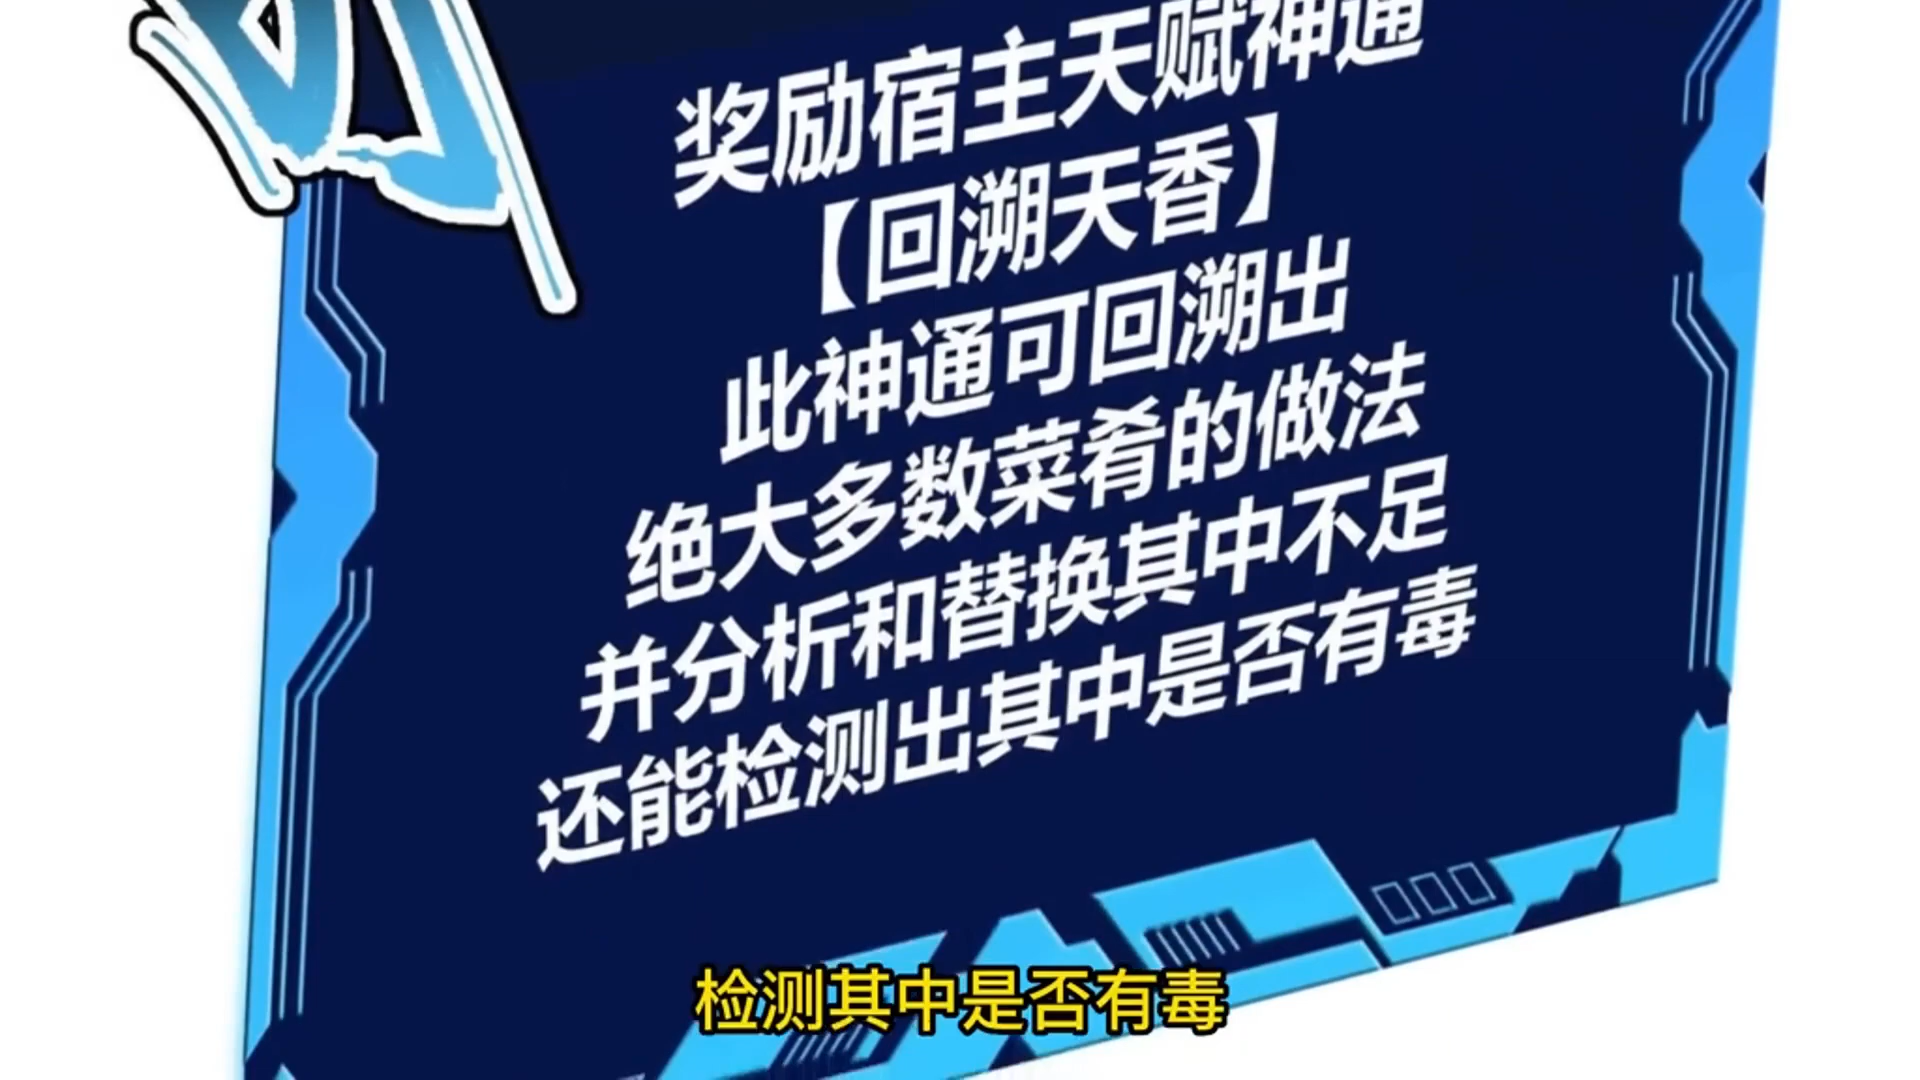 奖励宿主天赋神通
【回溯天香】
此神通可回溯出
绝大多数菜肴的做法
并分析和替换其中不足
还能检测出其中是否有毒
检测其中是否有毒